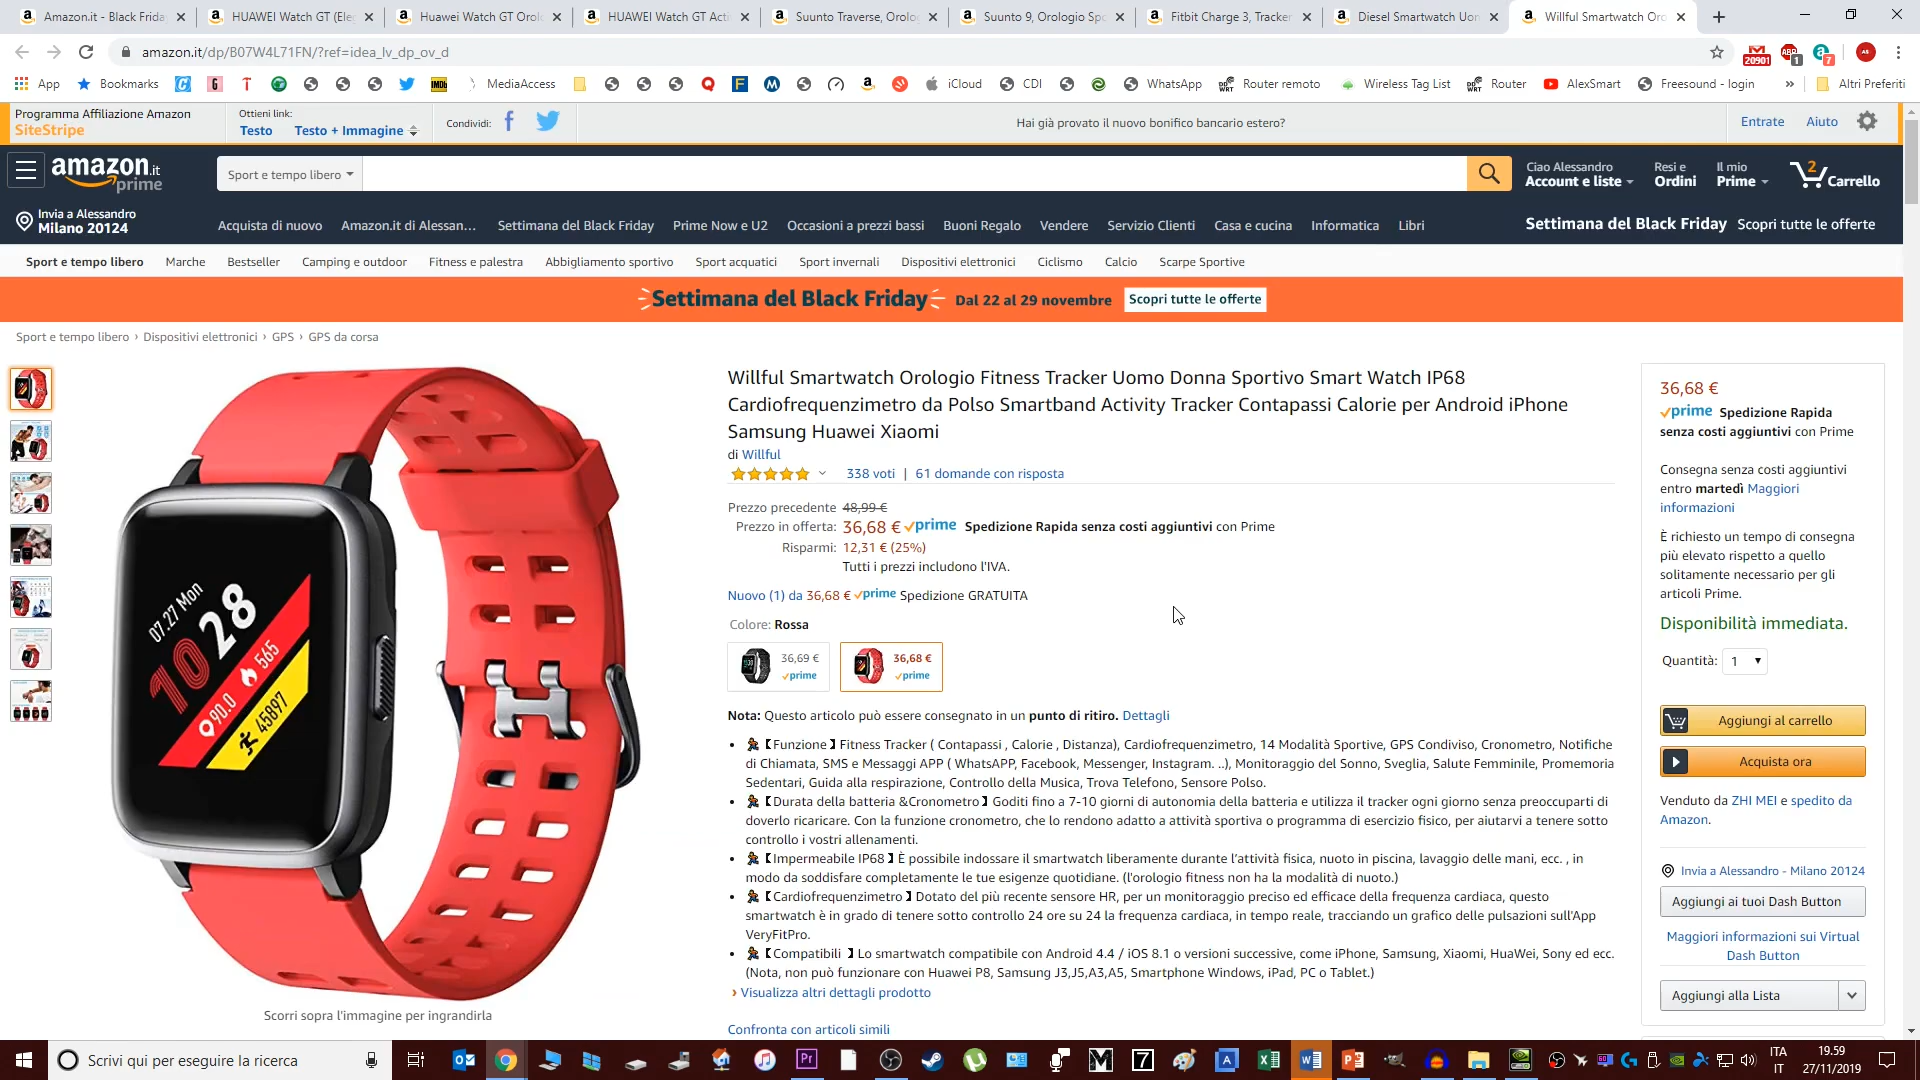 Amazon.it - Black Frida
HUAWEI Watch GT (Ele
Huawei Watch GT Orolo
HUAWEI Watch GT Acti
Suunto Traverse, Orolog
Suunto 9, Orologio Spo
Fitbit Charge 3, Tracker
Diesel Smartwatch Uon
Willful Smartwatch Oro
amazon.it/dp/B07W4L71FN/?ref=idea_lv_dp_ov_d
20901
1
7
App
Bookmarks
MediaAccess
iCloud
CDI
WhatsApp
Router remoto
Wireless Tag List
Router
AlexSmart
Freesound - login
»
Altri Preferiti
Programma Affiliazione Amazon
SiteStripe
Ottieni link:
Testo
Testo + Immagine
Condividi:
Hai già provato il nuovo bonifico bancario estero?
Entrate
Aiuto
amazon.it
prime
Sport e tempo libero
Ciao Alessandro
Account e liste
Resi e
Ordini
Il mio
Prime
2
Carrello
Invia a Alessandro
Milano 20124
Acquista di nuovo
Amazon.it di Alessan...
Settimana del Black Friday
Prime Now e U2
Occasioni a prezzi bassi
Buoni Regalo
Vendere
Servizio Clienti
Casa e cucina
Informatica
Libri
Settimana del Black Friday Scopri tutte le offerte
Sport e tempo libero
Marche
Bestseller
Camping e outdoor
Fitness e palestra
Abbigliamento sportivo
Sport acquatici
Sport invernali
Dispositivi elettronici
Ciclismo
Calcio
Scarpe Sportive
Settimana del Black Friday
Dal 22 al 29 novembre
Scopri tutte le offerte
Sport e tempo libero › Dispositivi elettronici › GPS › GPS da corsa
07.27 Mon
10 28
565
90.0
45897
Scorri sopra l'immagine per ingrandirla
Willful Smartwatch Orologio Fitness Tracker Uomo Donna Sportivo Smart Watch IP68
Cardiofrequenzimetro da Polso Smartband Activity Tracker Contapassi Calorie per Android iPhone
Samsung Huawei Xiaomi
di Willful
338 voti | 61 domande con risposta
Prezzo precedente 48,99 €
Prezzo in offerta: 36,68 € prime Spedizione Rapida senza costi aggiuntivi con Prime
Risparmi: 12,31 € (25%)
Tutti i prezzi includono l'IVA.
Nuovo (1) da 36,68 € prime Spedizione GRATUITA
Colore: Rossa
36,69 €
prime
36,68 €
prime
Nota: Questo articolo può essere consegnato in un punto di ritiro. Dettagli
• 【Funzione】Fitness Tracker ( Contapassi , Calorie , Distanza), Cardiofrequenzimetro, 14 Modalità Sportive, GPS Condiviso, Cronometro, Notifiche
di Chiamata, SMS e Messaggi APP ( WhatsAPP, Facebook, Messenger, Instagram. ..), Monitoraggio del Sonno, Sveglia, Salute Femminile, Promemoria
Sedentari, Guida alla respirazione, Controllo della Musica, Trova Telefono, Sensore Polso.
• 【Durata della batteria &Cronometro】Goditi fino a 7-10 giorni di autonomia della batteria e utilizza il tracker ogni giorno senza preoccuparti di
doverlo ricaricare. Con la funzione cronometro, che lo rendono adatto a attività sportiva o programma di esercizio fisico, per aiutarvi a tenere sotto
controllo i vostri allenamenti.
• 【Impermeabile IP68】È possibile indossare il smartwatch liberamente durante l’attività fisica, nuoto in piscina, lavaggio delle mani, ecc. , in
modo da soddisfare completamente le tue esigenze quotidiane. (l'orologio fitness non ha la modalità di nuoto.)
• 【Cardiofrequenzimetro】Dotato del più recente sensore HR, per un monitoraggio preciso ed efficace della frequenza cardiaca, questo
smartwatch è in grado di tenere sotto controllo 24 ore su 24 la frequenza cardiaca, in tempo reale, tracciando un grafico delle pulsazioni sull'App
VeryFitPro.
• 【Compatibili 】Lo smartwatch compatibile con Android 4.4 / iOS 8.1 o versioni successive, come iPhone, Samsung, Xiaomi, HuaWei, Sony ed ecc.
(Nota, non può funzionare con Huawei P8, Samsung J3,J5,A3,A5, Smartphone Windows, iPad, PC o Tablet.)
› Visualizza altri dettagli prodotto
Confronta con articoli simili
36,68 €
prime Spedizione Rapida
senza costi aggiuntivi con Prime
Consegna senza costi aggiuntivi
entro martedì Maggiori
informazioni
È richiesto un tempo di consegna
più elevato rispetto a quello
solitamente necessario per gli
articoli Prime.
Disponibilità immediata.
Quantità: 1
Aggiungi al carrello
Acquista ora
Venduto da ZHI MEI e spedito da
Amazon.
Invia a Alessandro - Milano 20124
Aggiungi ai tuoi Dash Button
Maggiori informazioni sui Virtual
Dash Button
Aggiungi alla Lista
Scrivi qui per eseguire la ricerca
ITA
IT
19.59
27/11/2019